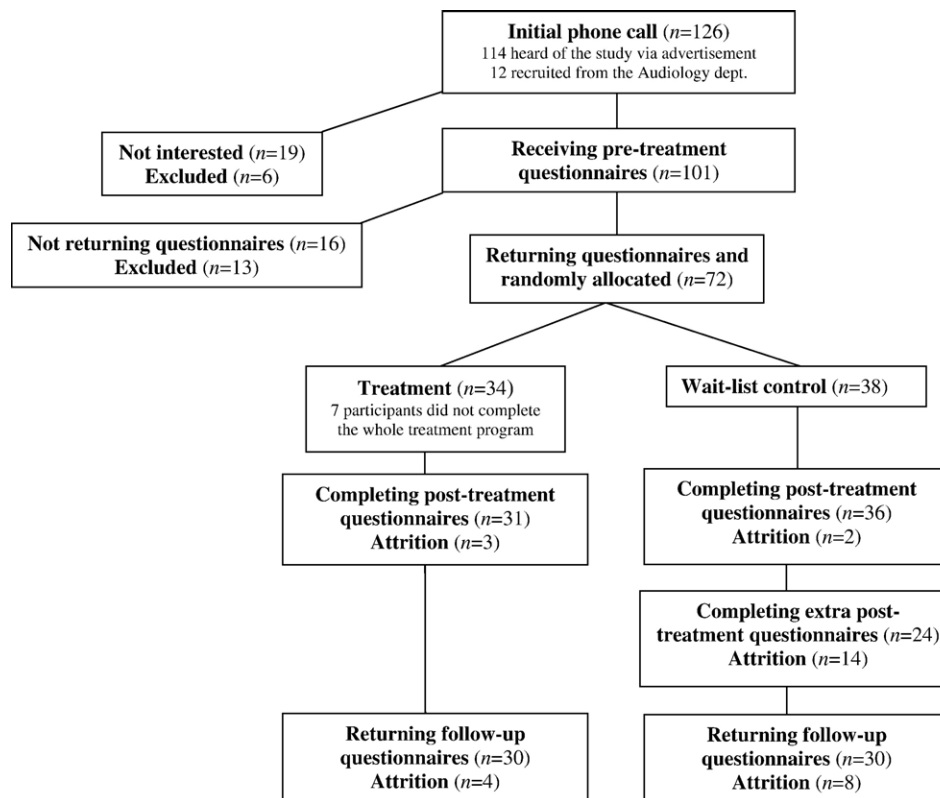 Initial phone call (n=126)
114 heard of the study via advertisement
12 recruited from the Audiology dept.
Not interested (n=19)
Excluded (n=6)
Receiving pre-treatment
questionnaires (n=101)
Not returning questionnaires (n=16)
Excluded (n=13)
Returning questionnaires and
randomly allocated (n=72)
Treatment (n=34)
7 participants did not complete
the whole treatment program
Wait-list control (n=38)
Completing post-treatment
questionnaires (n=31)
Attrition (n=3)
Completing post-treatment
questionnaires (n=36)
Attrition (n=2)
Completing extra post-
treatment questionnaires (n=24)
Attrition (n=14)
Returning follow-up
questionnaires (n=30)
Attrition (n=4)
Returning follow-up
questionnaires (n=30)
Attrition (n=8)